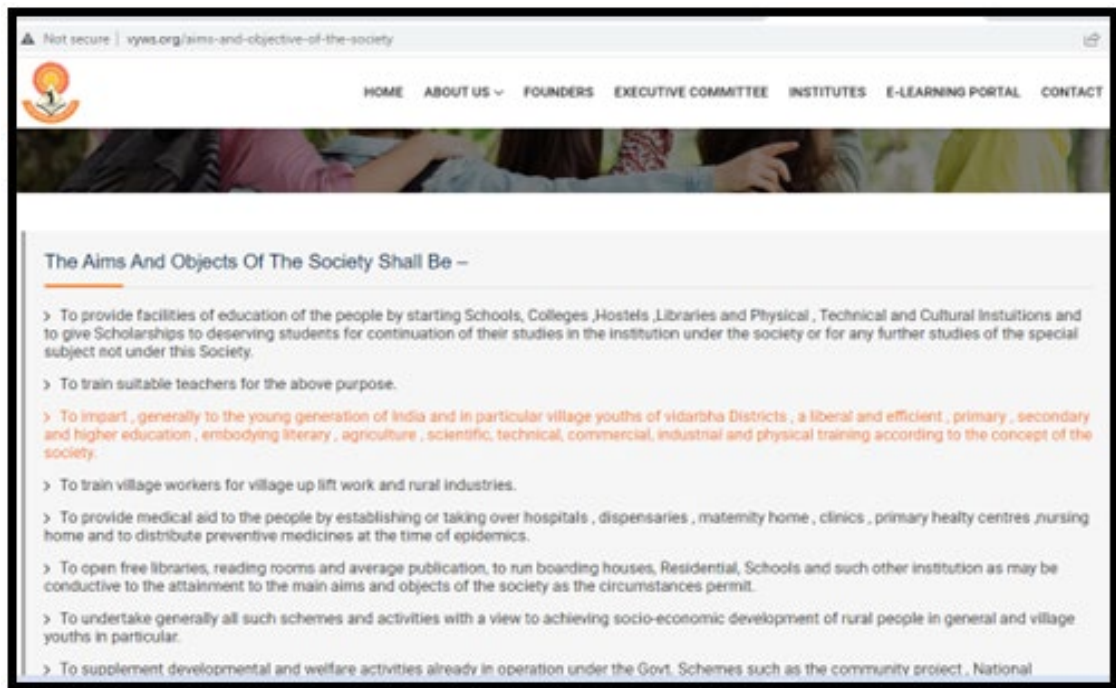 Not secure | vyws.org/aims-and-objective-of-the-society
HOME ABOUT US FOUNDERS EXECUTIVE COMMITTEE INSTITUTES E-LEARNING PORTAL CONTACT
The Aims And Objects Of The Society Shall Be –
> To provide facilities of education of the people by starting Schools, Colleges ,Hostels ,Libraries and Physical , Technical and Cultural Instuitions and
to give Scholarships to deserving students for continuation of their studies in the institution under the society or for any further studies of the special
subject not under this Society.
> To train suitable teachers for the above purpose.
> To impart , generally to the young generation of India and in particular village youths of vidarbha Districts , a liberal and efficient , primary , secondary
and higher education , embodying literary , agriculture , scientific, technical, commercial, industrial and physical training according to the concept of the
society.
> To train village workers for village up lift work and rural industries.
> To provide medical aid to the people by establishing or taking over hospitals , dispensaries , maternity home , clinics , primary healty centres ,nursing
home and to distribute preventive medicines at the time of epidemics.
> To open free libraries, reading rooms and average publication, to run boarding houses, Residential, Schools and such other institution as may be
conductive to the attainment to the main aims and objects of the society as the circumstances permit.
> To undertake generally all such schemes and activities with a view to achieving socio-economic development of rural people in general and village
youths in particular.
> To supplement developmental and welfare activities already in operation under the Govt. Schemes such as the community project , National